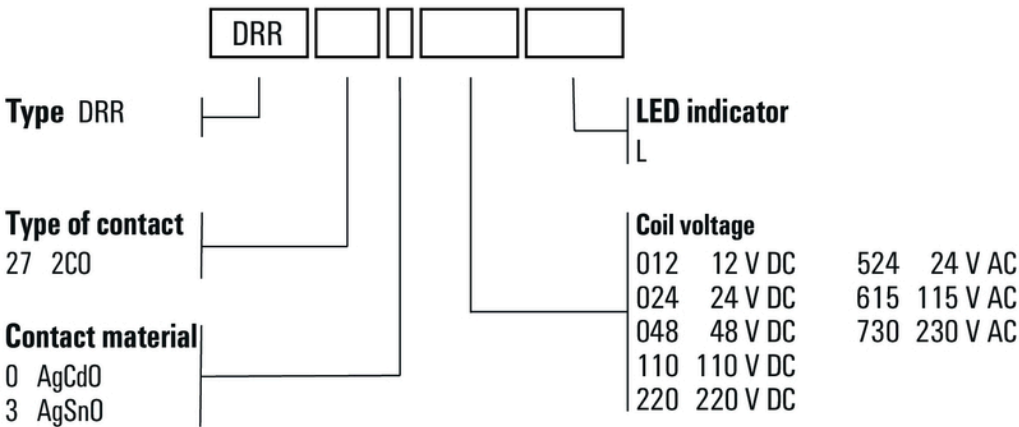 DRR
Type DRR
Type of contact
27 2CO
Contact material
0 AgCdO
3 AgSnO
LED indicator
L
Coil voltage
012 12 V DC 524 24 V AC
024 24 V DC 615 115 V AC
048 48 V DC 730 230 V AC
110 110 V DC
220 220 V DC